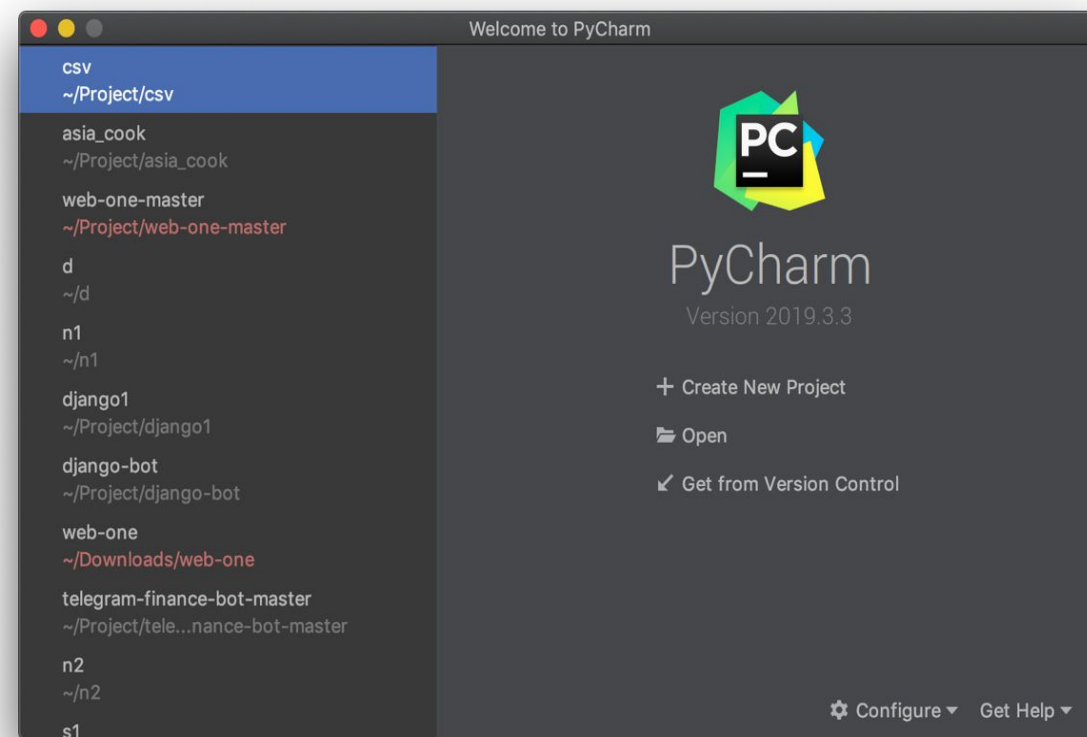 Welcome to PyCharm
csv
~/Project/csv
asia_cook
~/Project/asia_cook
web-one-master
~/Project/web-one-master
d
~/d
n1
~/n1
django1
~/Project/django1
django-bot
~/Project/django-bot
web-one
~/Downloads/web-one
telegram-finance-bot-master
~/Project/tele...nance-bot-master
n2
~/n2
s1
PC
PyCharm
Version 2019.3.3
Create New Project
Open
Get from Version Control
Configure
Get Help